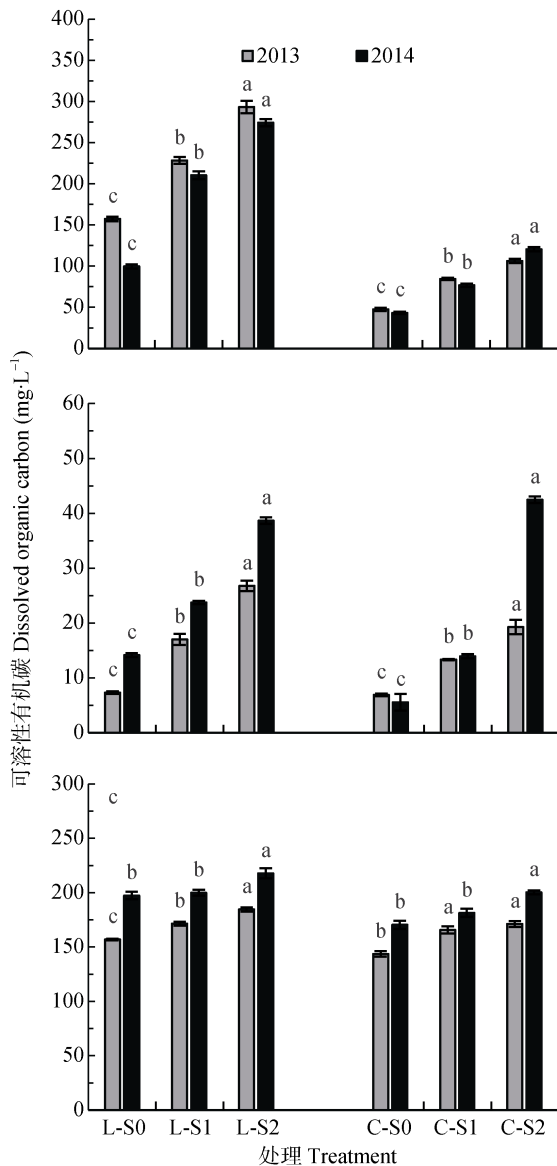 可溶性有机碳 Dissolved organic carbon (mg·L⁻¹)
400
350
300
250
200
150
100
50
0
2013 2014
c c b b a a
c c b b a a
60
50
40
30
20
10
0
c c b b a a
c c b b a a
300
250
200
150
100
50
0
c
c b b b a a
b b a b a a
L-S0 L-S1 L-S2 C-S0 C-S1 C-S2
处理 Treatment